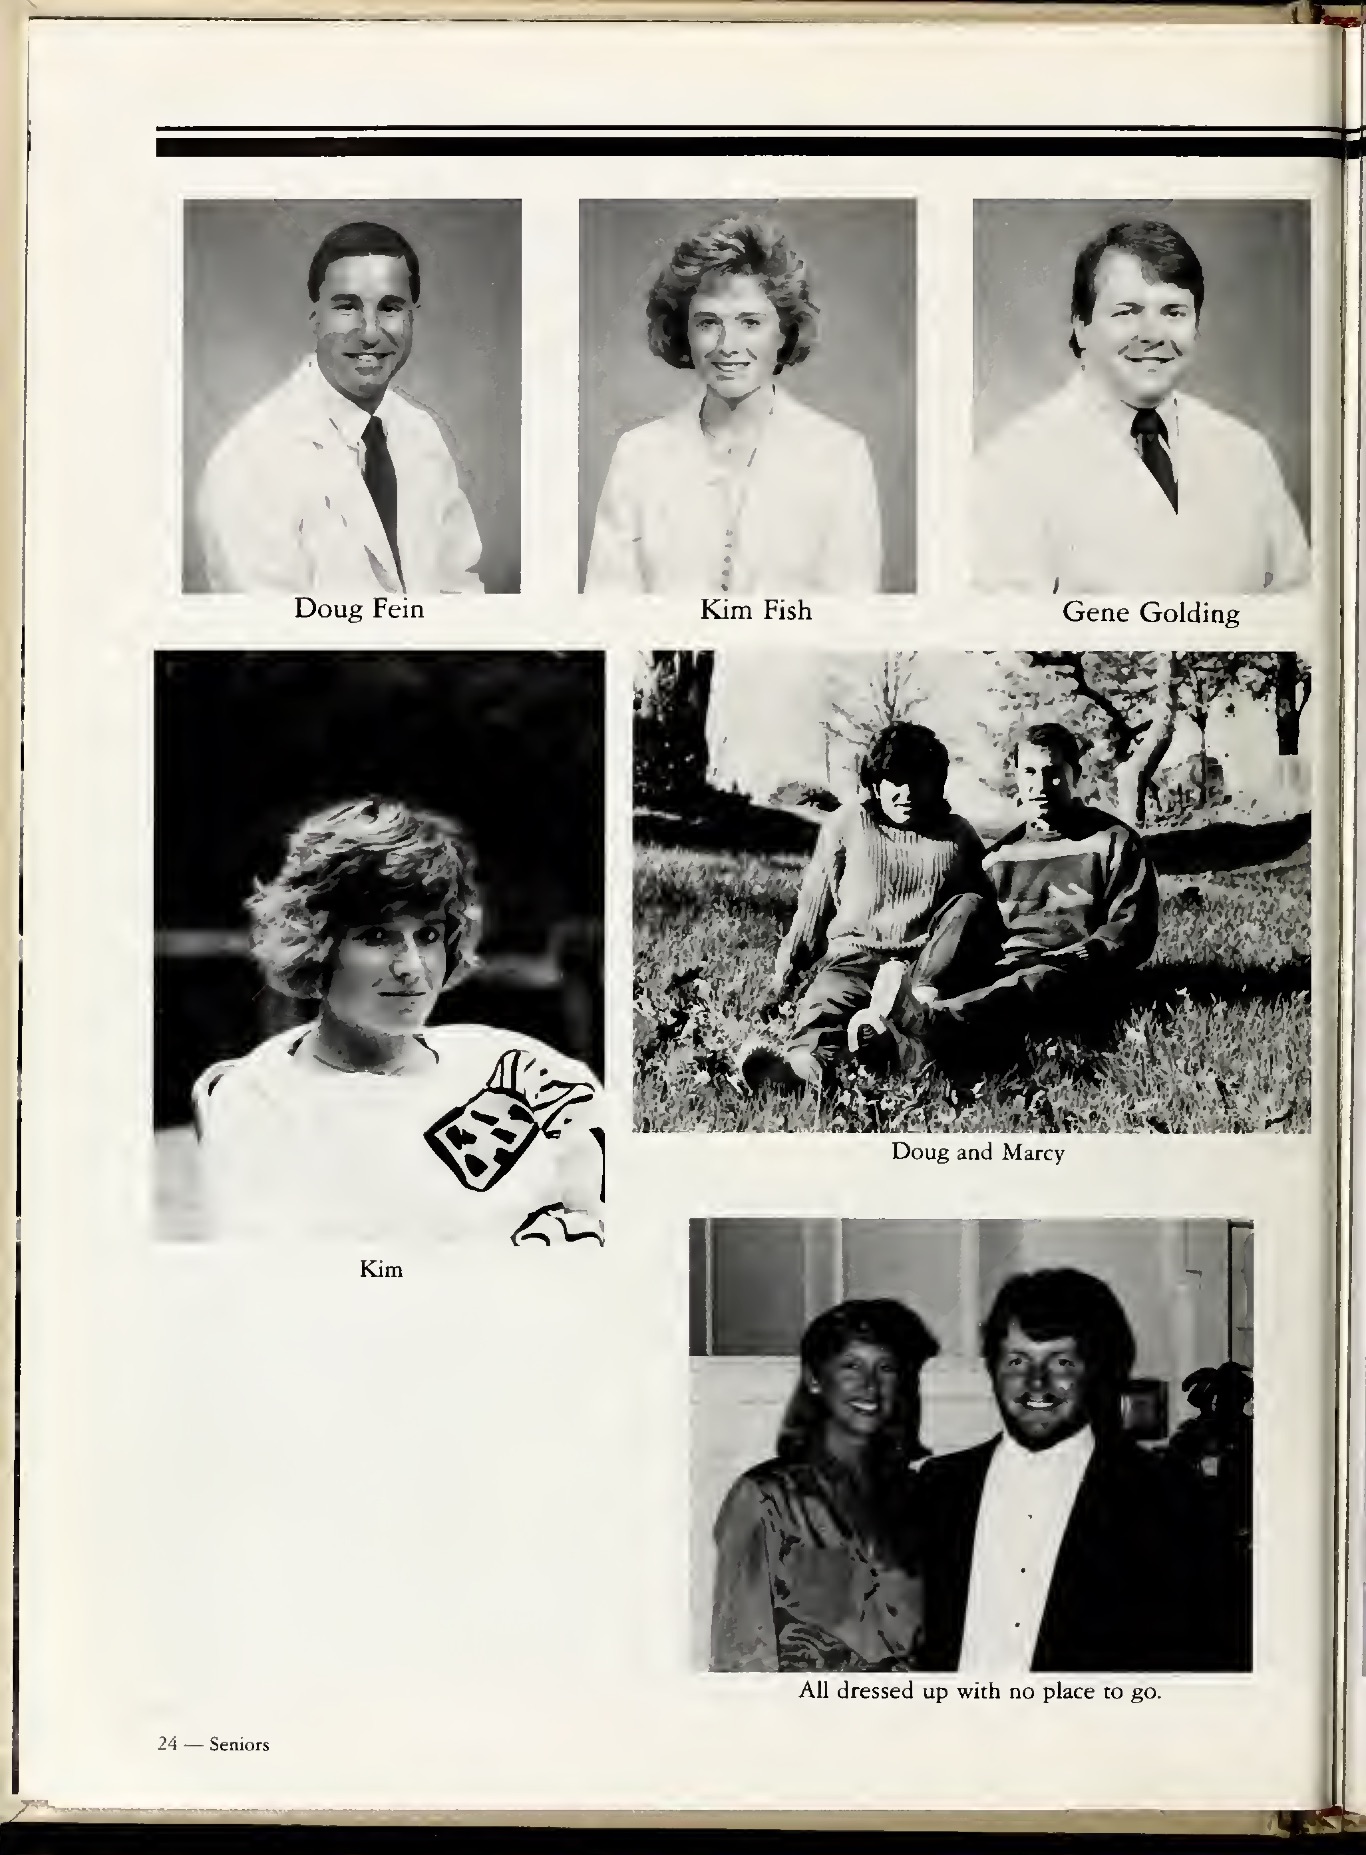 Doug Fein
Kim Fish
Gene Golding
Doug and Marcy
Kim
All dressed up with no place to go.
24 — Seniors